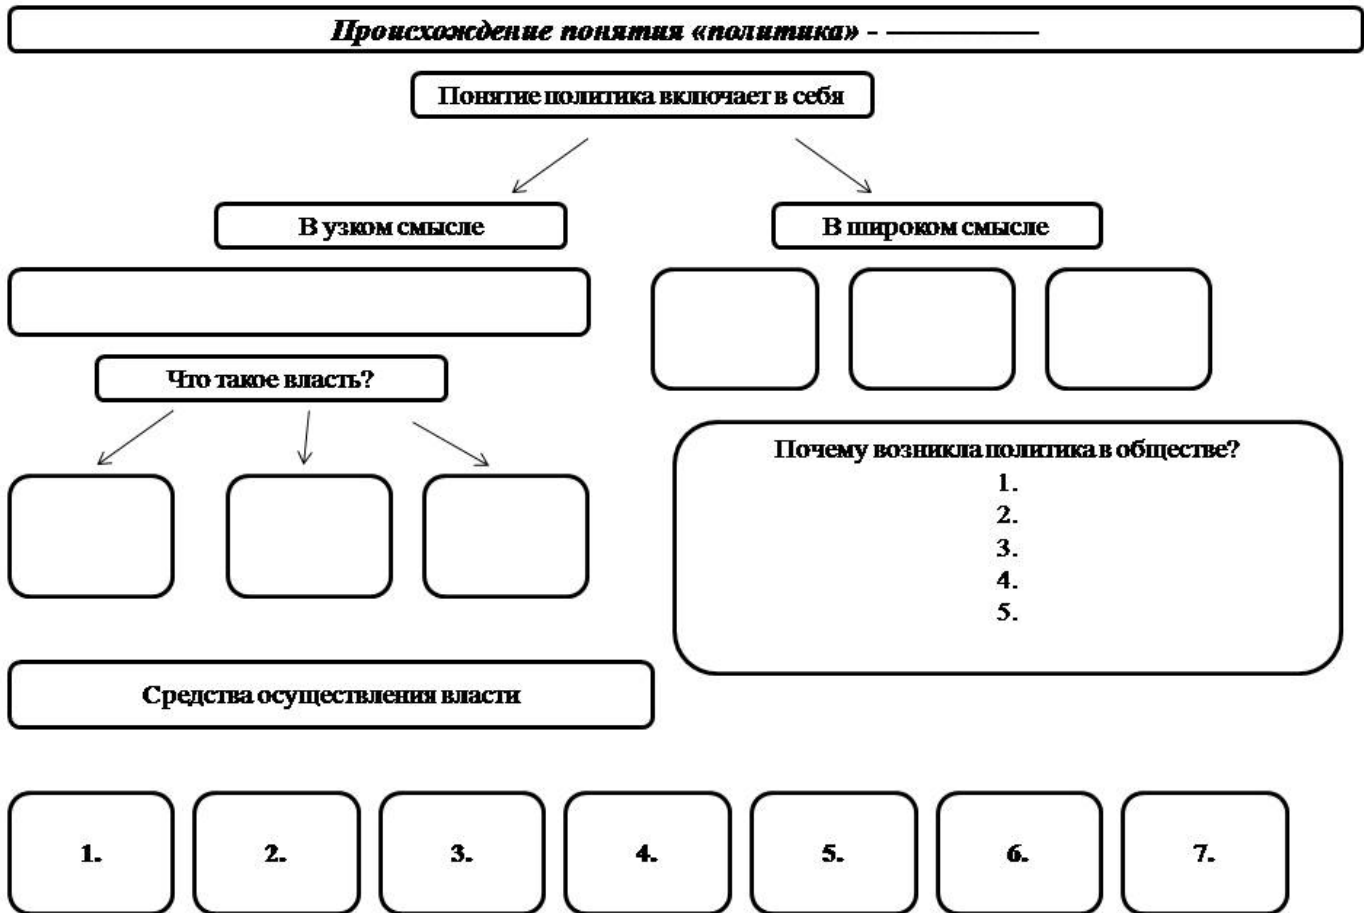 Происхождение понятия «политика» - —————
Понятие политика включает в себя
В узком смысле
В широком смысле
Что такое власть?
Почему возникла политика в обществе?
1.
2.
3.
4.
5.
Средства осуществления власти
1.
2.
3.
4.
5.
6.
7.